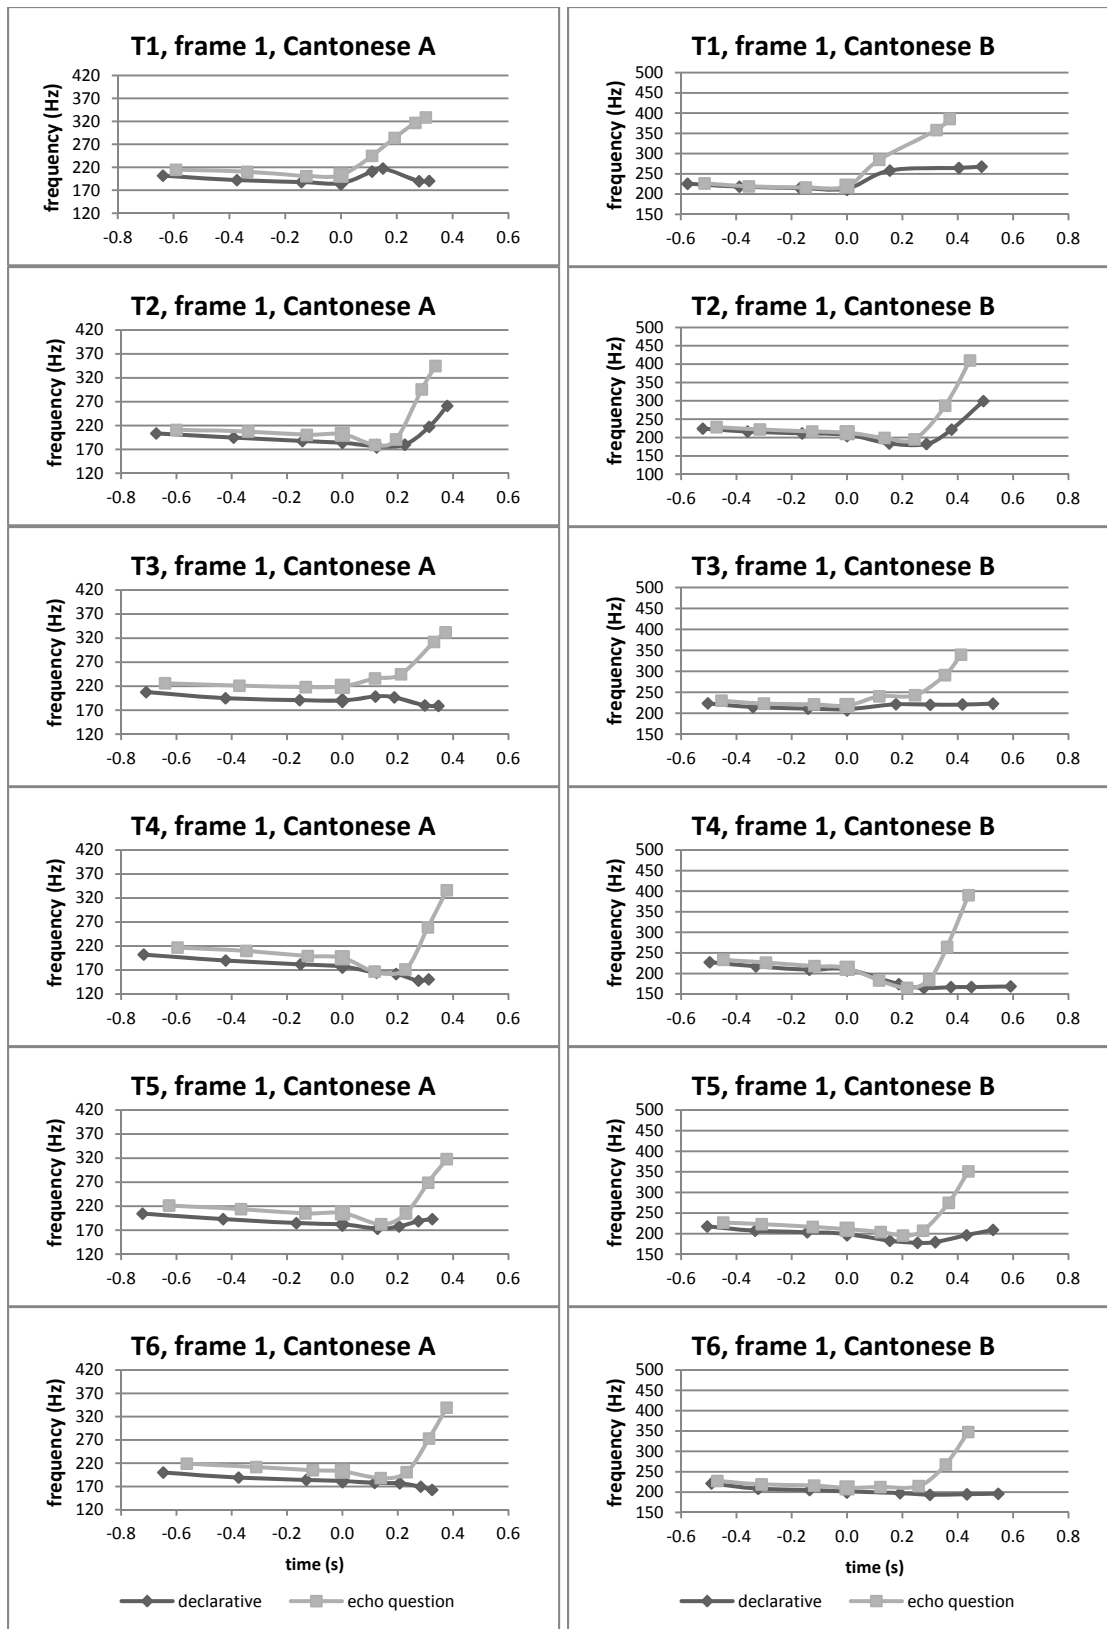 T1, frame 1, Cantonese A
frequency (Hz)
420
370
320
270
220
170
120
-0.8 -0.6 -0.4 -0.2 0.0 0.2 0.4 0.6
T1, frame 1, Cantonese B
frequency (Hz)
500
450
400
350
300
250
200
150
-0.6 -0.4 -0.2 0.0 0.2 0.4 0.6 0.8
T2, frame 1, Cantonese A
frequency (Hz)
420
370
320
270
220
170
120
-0.8 -0.6 -0.4 -0.2 0.0 0.2 0.4 0.6
T2, frame 1, Cantonese B
frequency (Hz)
500
450
400
350
300
250
200
150
100
-0.6 -0.4 -0.2 0.0 0.2 0.4 0.6 0.8
T3, frame 1, Cantonese A
frequency (Hz)
420
370
320
270
220
170
120
-0.8 -0.6 -0.4 -0.2 0.0 0.2 0.4 0.6
T3, frame 1, Cantonese B
frequency (Hz)
500
450
400
350
300
250
200
150
-0.6 -0.4 -0.2 0.0 0.2 0.4 0.6 0.8
T4, frame 1, Cantonese A
frequency (Hz)
420
370
320
270
220
170
120
-0.8 -0.6 -0.4 -0.2 0.0 0.2 0.4 0.6
T4, frame 1, Cantonese B
frequency (Hz)
500
450
400
350
300
250
200
150
-0.6 -0.4 -0.2 0.0 0.2 0.4 0.6 0.8
T5, frame 1, Cantonese A
frequency (Hz)
420
370
320
270
220
170
120
-0.8 -0.6 -0.4 -0.2 0.0 0.2 0.4 0.6
T5, frame 1, Cantonese B
frequency (Hz)
500
450
400
350
300
250
200
150
-0.6 -0.4 -0.2 0.0 0.2 0.4 0.6 0.8
T6, frame 1, Cantonese A
frequency (Hz)
420
370
320
270
220
170
120
-0.8 -0.6 -0.4 -0.2 0.0 0.2 0.4 0.6
time (s)
declarative echo question
T6, frame 1, Cantonese B
frequency (Hz)
500
450
400
350
300
250
200
150
-0.6 -0.4 -0.2 0.0 0.2 0.4 0.6 0.8
time (s)
declarative echo question